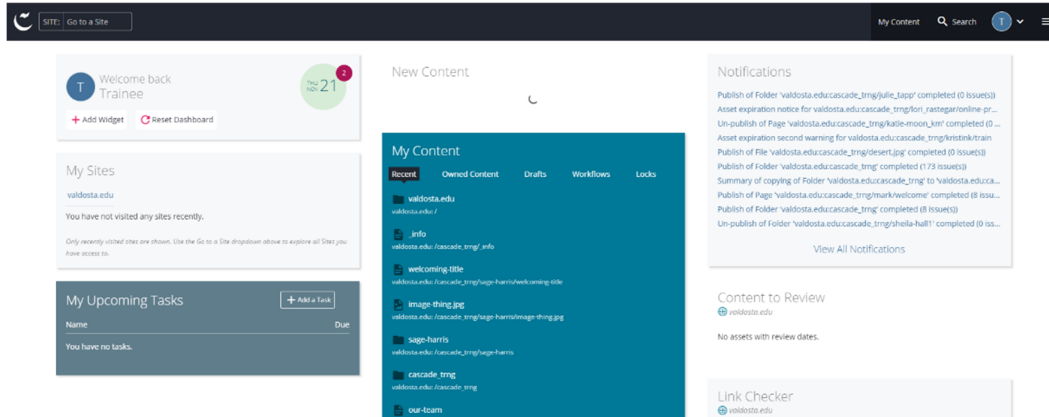 SITE: Go to a Site
My Content
Search
T
T
Welcome back
Trainee
THU
NOV 21
2
+ Add Widget
Reset Dashboard
My Sites
valdosta.edu
You have not visited any sites recently.
Only recently visited sites are shown. Use the Go to a Site dropdown above to explore all Sites you
have access to.
My Upcoming Tasks
+ Add a Task
Name Due
You have no tasks.
New Content
My Content
Recent Owned Content Drafts Workflows Locks
valdosta.edu
valdosta.edu: /
_info
valdosta.edu: /cascade_trng/_info
welcoming-title
valdosta.edu: /cascade_trng/sage-harris/welcoming-title
image-thing.jpg
valdosta.edu: /cascade_trng/sage-harris/image-thing.jpg
sage-harris
valdosta.edu: /cascade_trng/sage-harris
cascade_trng
valdosta.edu: /cascade_trng
our-team
Notifications
Publish of Folder 'valdosta.edu:cascade_trng/julie_tapp' completed (0 issue(s))
Asset expiration notice for valdosta.edu:cascade_trng/lori_rastegar/online-pr...
Un-publish of Page 'valdosta.edu:cascade_trng/katie-moon_km' completed (0 ...
Asset expiration second warning for valdosta.edu:cascade_trng/kristink/train
Publish of File 'valdosta.edu:cascade_trng/desert.jpg' completed (0 issue(s))
Publish of Folder 'valdosta.edu:cascade_trng' completed (173 issue(s))
Summary of copying of Folder 'valdosta.edu:cascade_trng' to 'valdosta.edu:ca...
Publish of Page 'valdosta.edu:cascade_trng/mark/welcome' completed (8 issu...
Publish of Folder 'valdosta.edu:cascade_trng' completed (8 issue(s))
Un-publish of Folder 'valdosta.edu:cascade_trng/sheila-hall1' completed (0 iss...
View All Notifications
Content to Review
valdosta.edu
No assets with review dates.
Link Checker
valdosta.edu